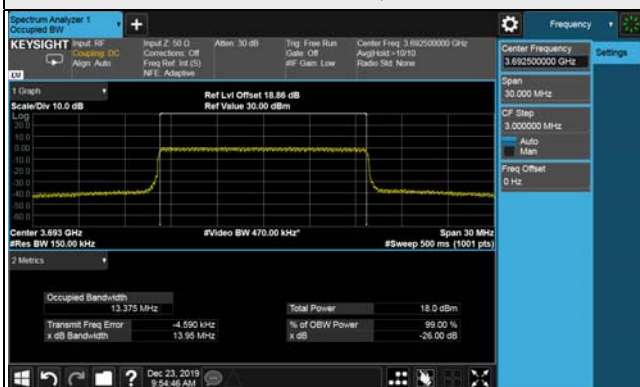 Spectrum Analyzer 1
Occupied BW
Frequency
KEYSIGHT
Input: RF
Coupling: DC
Align: Auto
Input Z: 50 Ω
Corrections: Off
Freq Ref: Int (S)
NFE: Adaptive
Atten: 30 dB
Trig: Free Run
Gate: Off
#IF Gain: Low
Center Freq: 3.692500000 GHz
Avg|Hold:>10/10
Radio Std: None
LXI
Center Frequency
3.692500000 GHz
Settings
Span
30.000 MHz
CF Step
3.000000 MHz
Auto
Man
Freq Offset
0 Hz
1 Graph
Scale/Div 10.0 dB
Ref Lvl Offset 18.86 dB
Ref Value 30.00 dBm
Log
20.0
10.0
0.00
-10.0
-20.0
-30.0
-40.0
-50.0
-60.0
Center 3.693 GHz
#Res BW 150.00 kHz
#Video BW 470.00 kHz*
Span 30 MHz
#Sweep 500 ms (1001 pts)
2 Metrics
Occupied Bandwidth
13.375 MHz
Total Power
18.0 dBm
Transmit Freq Error
-4.590 kHz
% of OBW Power
99.00 %
x dB Bandwidth
13.95 MHz
x dB
-26.00 dB
Dec 23, 2019
9:54:46 AM